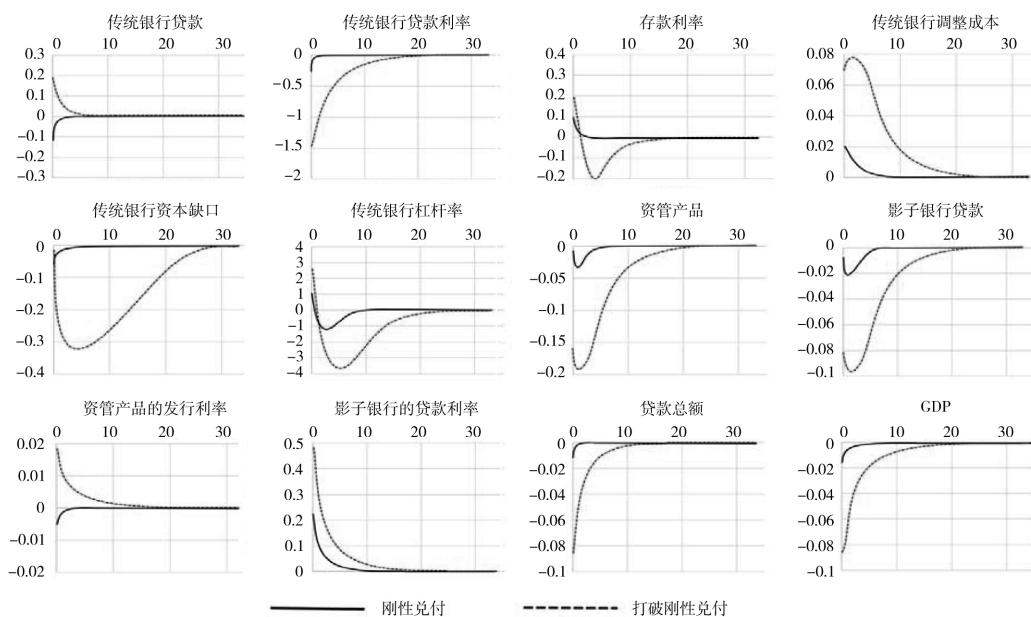 传统银行贷款 传统银行贷款利率 存款利率 传统银行调整成本
0 10 20 30 0 10 20 30 0 10 20 30 0 10 20 30
0.3 0 0.4 0.08
0.2 −0.5 0.3 0.06
0.1 −1 0.2 0.04
0 −1.5 0.1 0.02
−0.1 −2 0 0
−0.2 −0.1
−0.3 −0.2
传统银行资本缺口 传统银行杠杆率 资管产品 影子银行贷款
0 10 20 30 0 10 20 30 0 10 20 30 0 10 20 30
0 4 0 0
−0.1 3 −0.05 −0.02
−0.2 2 −0.1 −0.04
−0.3 1 −0.15 −0.06
−0.4 0 −0.2 −0.08
−1 −0.1
−2
−3
−4
资管产品的发行利率 影子银行的贷款利率 贷款总额 GDP
0 10 20 30 0 10 20 30 0 10 20 30 0 10 20 30
0.02 0.5 0 0
0.01 0.4 −0.02 −0.02
0 0.3 −0.04 −0.04
−0.01 0.2 −0.06 −0.06
−0.02 0.1 −0.08 −0.08
0 −0.1 −0.1
刚性兑付 打破刚性兑付